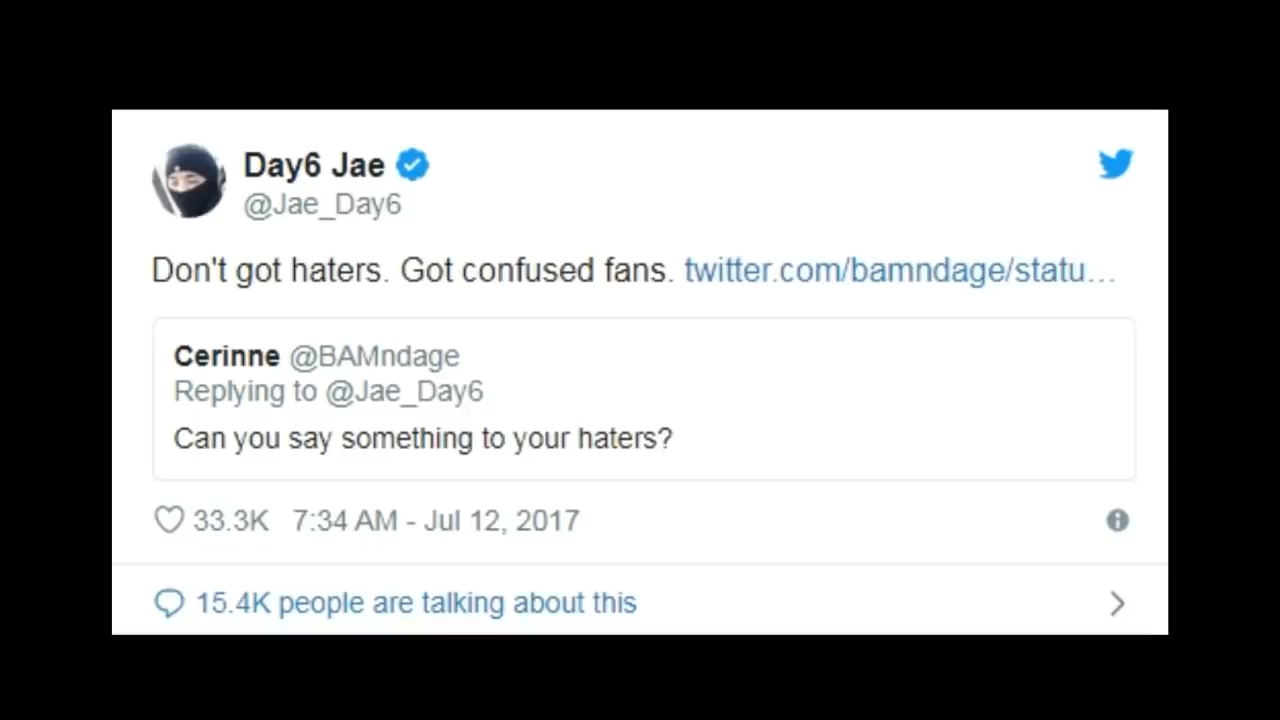 Day6 Jae
@Jae_Day6
Don't got haters. Got confused fans. twitter.com/bamndage/statu…
Cerinne @BAMndage
Replying to @Jae_Day6
Can you say something to your haters?
33.3K 7:34 AM - Jul 12, 2017
15.4K people are talking about this